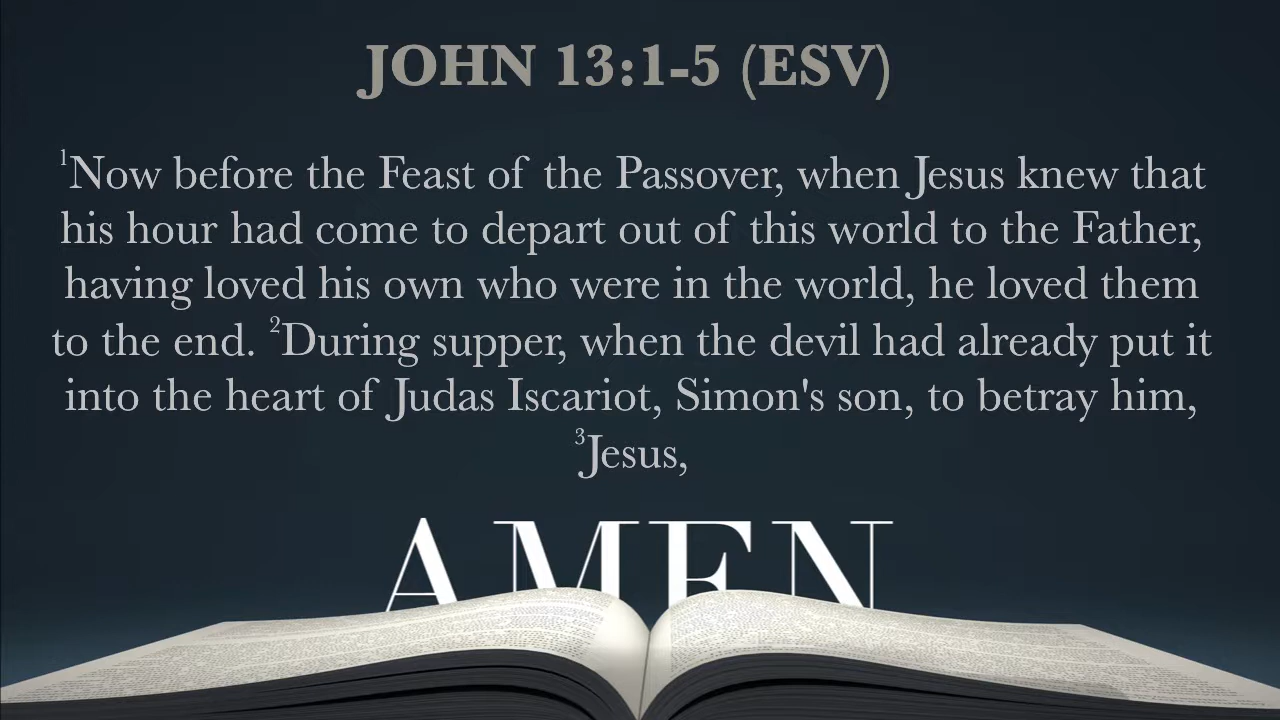 JOHN 13:1-5 (ESV)
¹Now before the Feast of the Passover, when Jesus knew that
his hour had come to depart out of this world to the Father,
having loved his own who were in the world, he loved them
to the end. ²During supper, when the devil had already put it
into the heart of Judas Iscariot, Simon's son, to betray him,
³Jesus,
AMEN